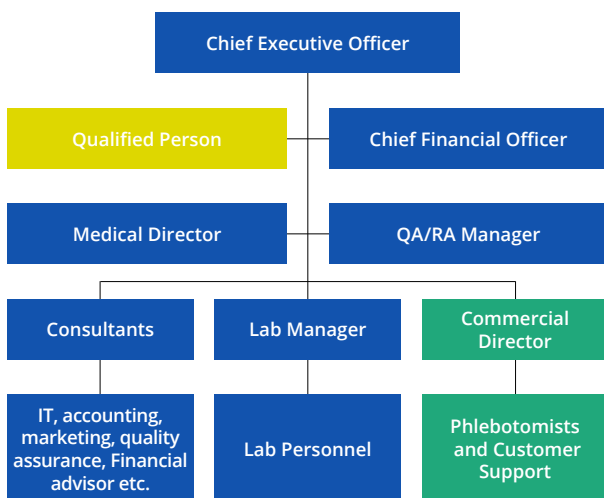 Chief Executive Officer
Qualified Person
Chief Financial Officer
Medical Director
QA/RA Manager
Consultants
Lab Manager
Commercial
Director
IT, accounting,
marketing, quality
assurance, Financial
advisor etc.
Lab Personnel
Phlebotomists
and Customer
Support